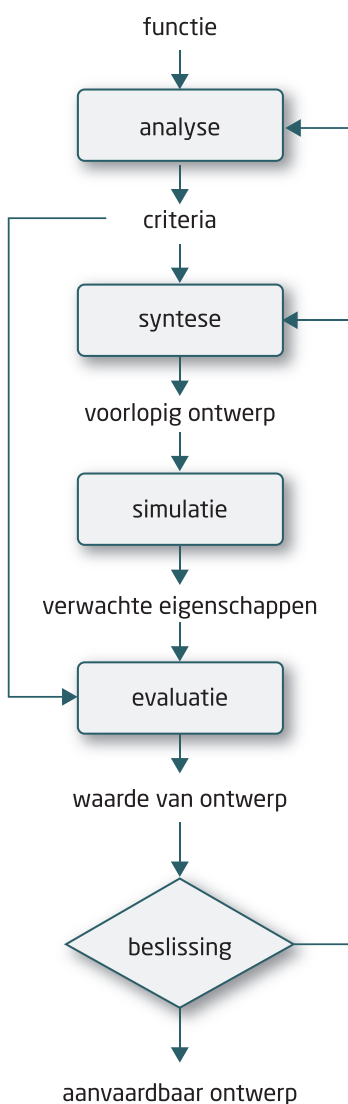 functie
analyse
criteria
syntese
voorlopig ontwerp
simulatie
verwachte eigenschappen
evaluatie
waarde van ontwerp
beslissing
aanvaardbaar ontwerp